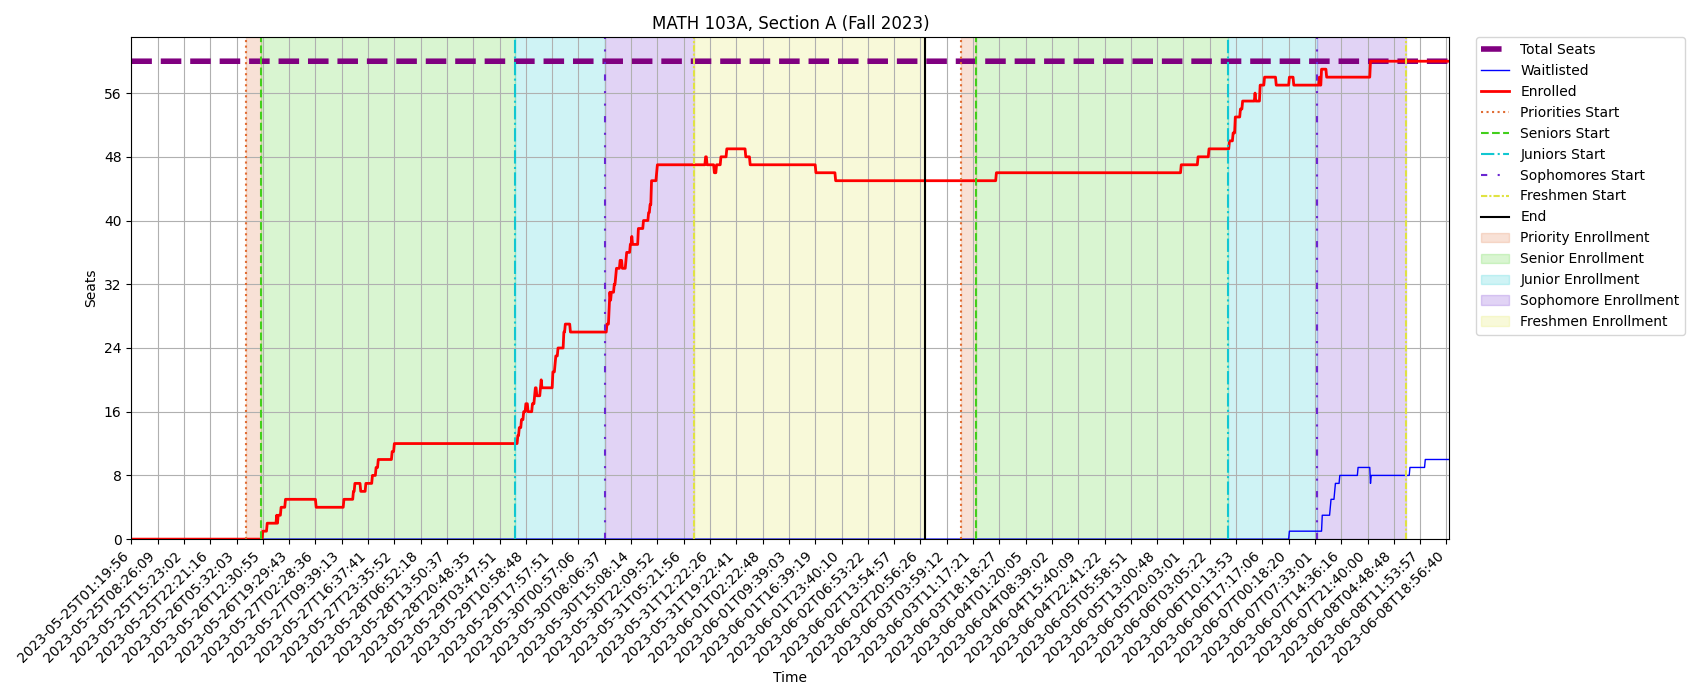 MATH 103A, Section A (Fall 2023)
Total Seats
Waitlisted
Enrolled
Priorities Start
Seniors Start
Juniors Start
Sophomores Start
Freshmen Start
End
Priority Enrollment
Senior Enrollment
Junior Enrollment
Sophomore Enrollment
Freshmen Enrollment
Seats
56
48
40
32
24
16
8
0
2023-05-25T01:19:56
2023-05-25T08:26:09
2023-05-25T15:23:02
2023-05-25T22:21:16
2023-05-26T05:32:03
2023-05-26T12:30:55
2023-05-26T19:29:43
2023-05-27T02:28:36
2023-05-27T09:39:13
2023-05-27T16:37:41
2023-05-27T23:35:52
2023-05-28T06:52:18
2023-05-28T13:50:37
2023-05-28T20:48:35
2023-05-29T03:47:51
2023-05-29T10:58:48
2023-05-29T17:57:51
2023-05-30T00:57:06
2023-05-30T08:06:37
2023-05-30T15:08:14
2023-05-30T22:09:52
2023-05-31T05:21:56
2023-05-31T12:22:26
2023-05-31T19:22:41
2023-06-01T02:22:48
2023-06-01T09:39:03
2023-06-01T16:39:19
2023-06-01T23:40:10
2023-06-02T06:53:22
2023-06-02T13:54:57
2023-06-02T20:56:26
2023-06-03T03:59:12
2023-06-03T11:17:21
2023-06-03T18:18:27
2023-06-04T01:20:05
2023-06-04T08:39:02
2023-06-04T15:40:09
2023-06-04T22:41:22
2023-06-05T05:58:51
2023-06-05T13:00:48
2023-06-05T20:03:01
2023-06-06T03:05:22
2023-06-06T10:13:53
2023-06-06T17:17:06
2023-06-07T00:18:20
2023-06-07T07:33:01
2023-06-07T14:36:16
2023-06-07T21:40:00
2023-06-08T04:48:48
2023-06-08T11:53:57
2023-06-08T18:56:40
Time